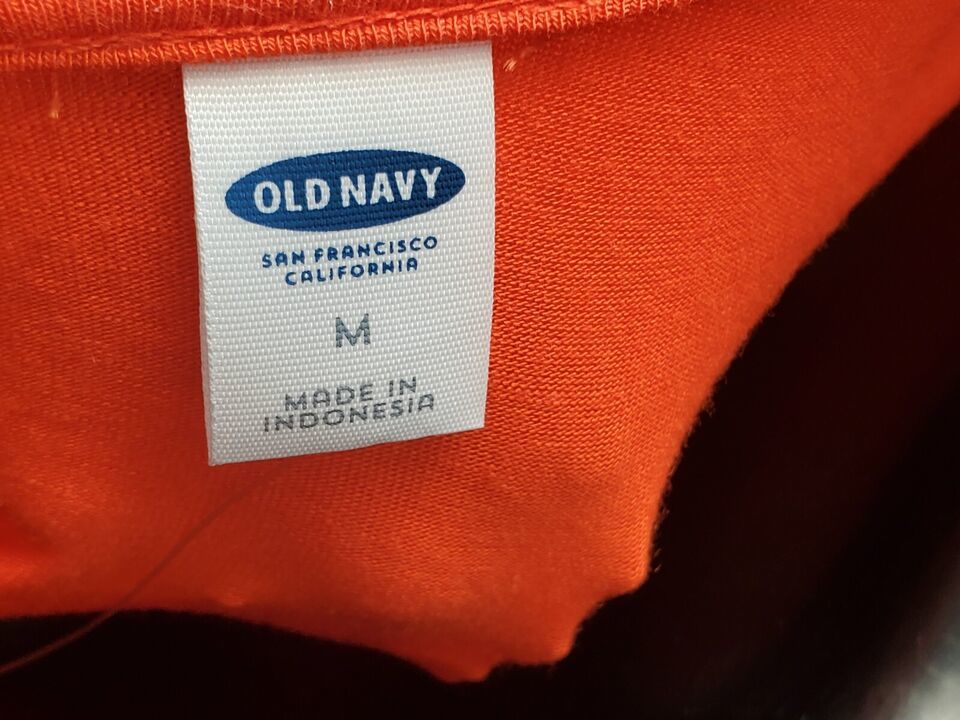 OLD NAVY
SAN FRANCISCO
CALIFORNIA
M
MADE IN
INDONESIA